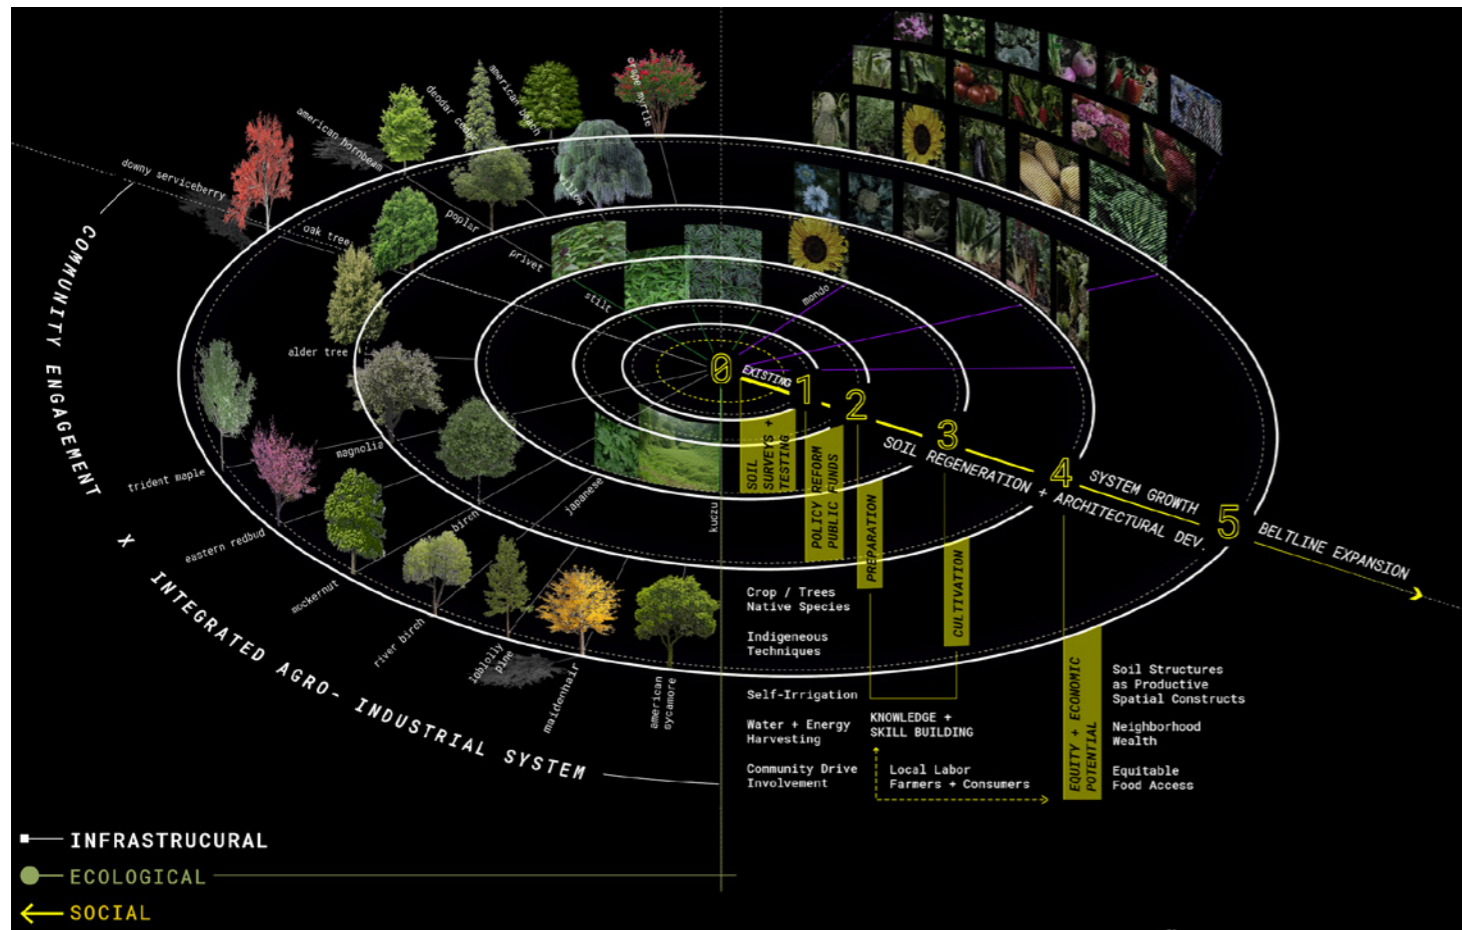 crape myrtle
american beach
deodar cedar
american hornbeam
downy serviceberry
willow
poplar
oak tree
privet
stilt
mondo
alder tree
magnolia
trident maple
eastern redbud
mockernut
river birch
birch
japanese
loblolly
pine
maidenhair
american
sycamore
kuczu
COMMUNITY ENGAGEMENT
X
INTEGRATED AGRO- INDUSTRIAL SYSTEM
0
EXISTING
1
2
3
4
5
SOIL REGENERATION + ARCHITECTURAL DEV.
SYSTEM GROWTH
BELTLINE EXPANSION
SOIL
SURVEYS +
TESTING
POLICY REFORM
PUBLIC FUNDS
PREPARATION
CULTIVATION
EQUITY + ECONOMIC
POTENTIAL
Crop / Trees
Native Species
Indigeneous
Techniques
Self-Irrigation
Water + Energy
Harvesting
Community Drive
Involvement
KNOWLEDGE +
SKILL BUILDING
Local Labor
Farmers + Consumers
Soil Structures
as Productive
Spatial Constructs
Neighborhood
Wealth
Equitable
Food Access
INFRASTRUCURAL
ECOLOGICAL
SOCIAL